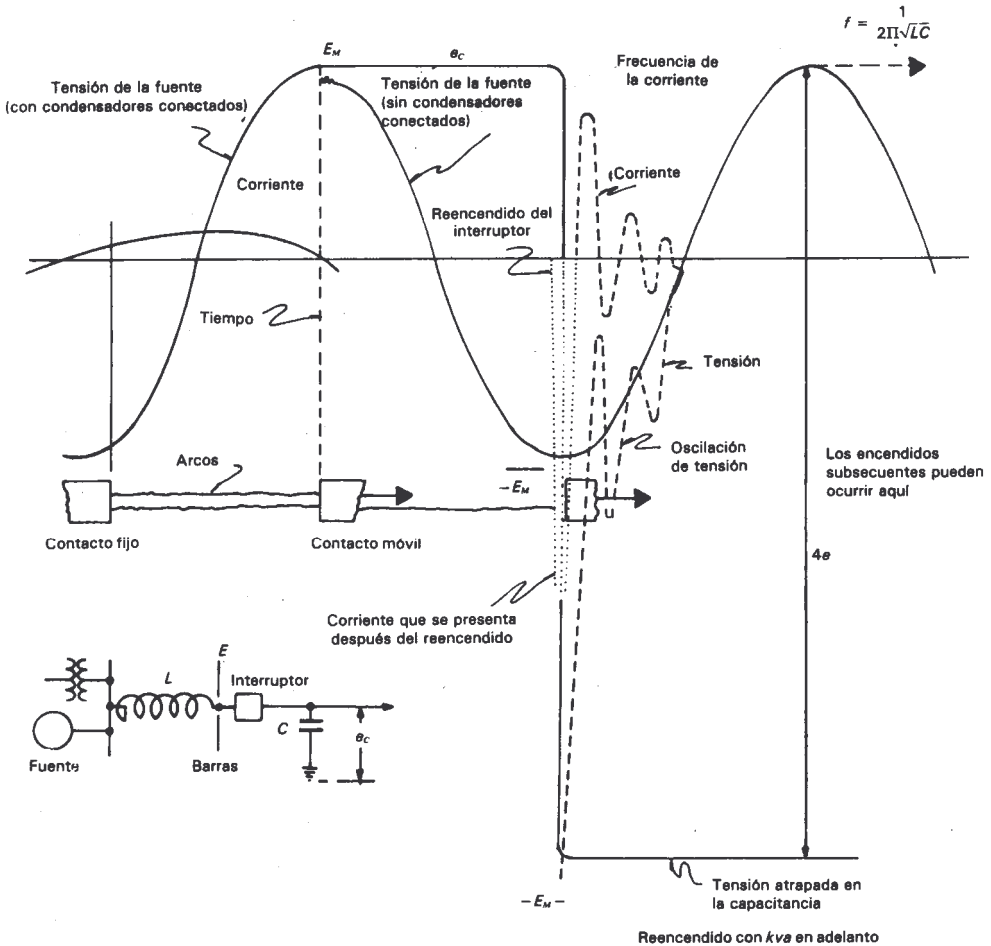 f = 1
2Π√LC
E_M
e_C
Frecuencia de
la corriente
Tensión de la fuente
(con condensadores conectados)
Tensión de la fuente
(sin condensadores
conectados)
Corriente
Corriente
Reencendido del
interruptor
Tiempo
Tensión
Arcos
Oscilación
de tensión
Los encendidos
subsecuentes pueden
ocurrir aquí
-E_M
Contacto fijo
Contacto móvil
4e
Corriente que se presenta
después del reencendido
E
L
Interruptor
C
e_C
Fuente
Barras
Tensión atrapada en
la capacitancia
-E_M-
Reencendido con kva en adelanto